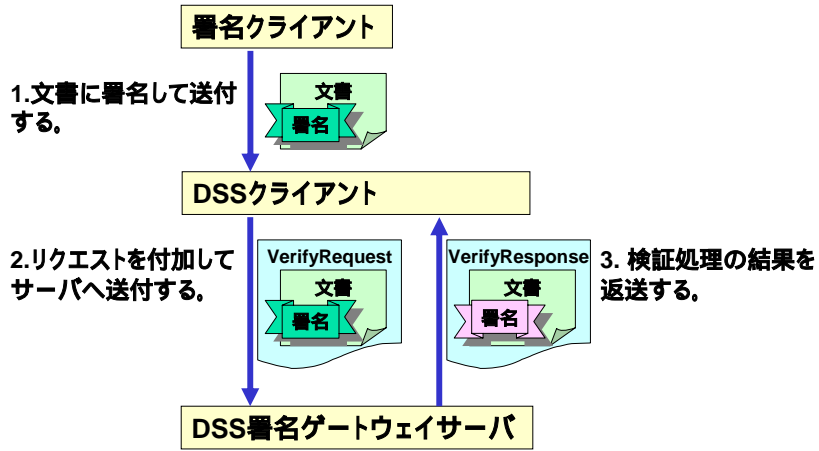 署名クライアント
1.文書に署名して送付
する。
文書
署名
DSSクライアント
2.リクエストを付加して
サーバへ送付する。
VerifyRequest
文書
署名
VerifyResponse
文書
署名
3. 検証処理の結果を
返送する。
DSS署名ゲートウェイサーバ